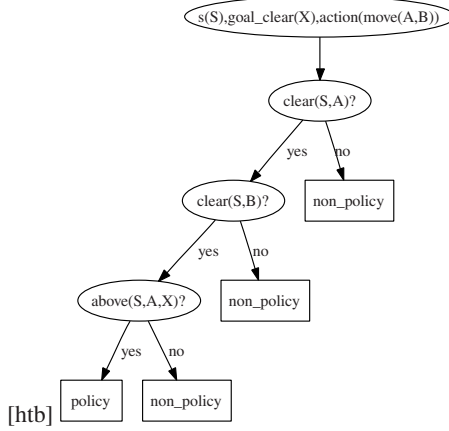 s(S),goal_clear(X),action(move(A,B))
clear(S,A)?
yes
no
clear(S,B)?
non_policy
yes
no
above(S,A,X)?
non_policy
yes
no
[htb]
policy
non_policy